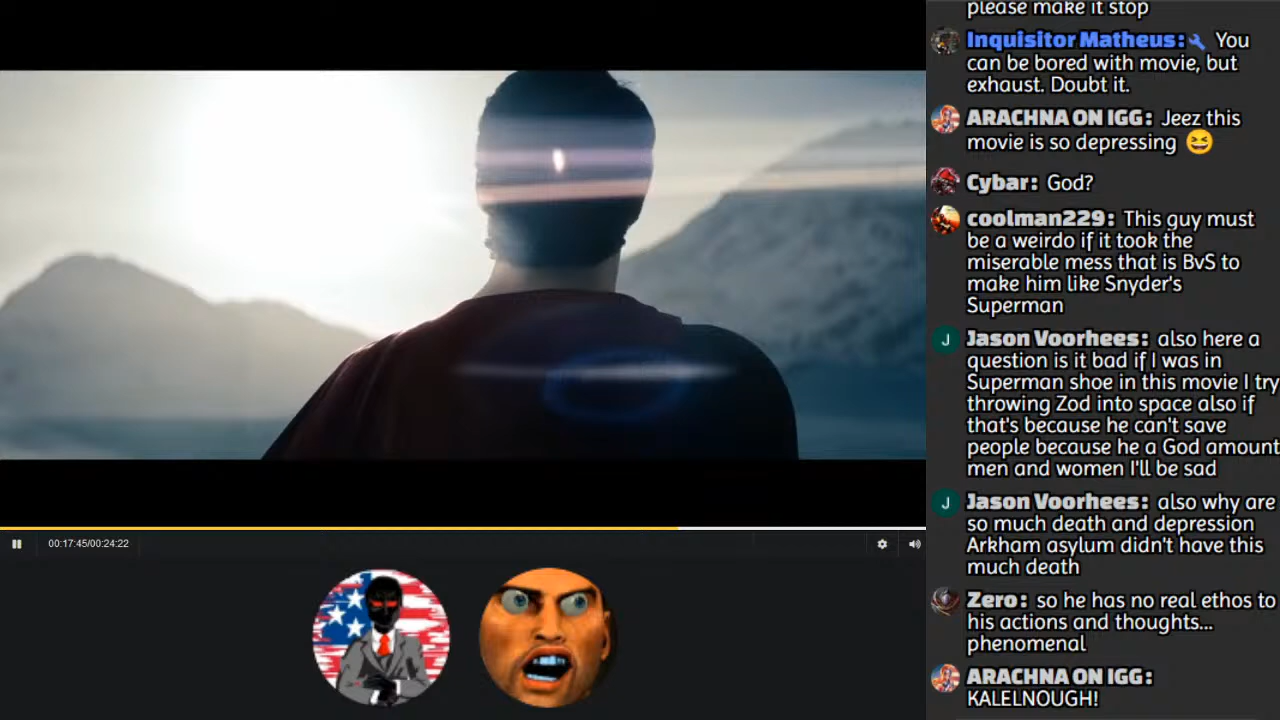 please make it stop
Inquisitor Matheus: You
can be bored with movie, but
exhaust. Doubt it.
ARACHNA ON IGG: Jeez this
movie is so depressing
Cybar: God?
coolman229: This guy must
be a weirdo if it took the
miserable mess that is BvS to
make him like Snyder's
Superman
Jason Voorhees: also here a
question is it bad if I was in
Superman shoe in this movie I try
throwing Zod into space also if
that's because he can't save
people because he a God amount
men and women I'll be sad
Jason Voorhees: also why are
so much death and depression
Arkham asylum didn't have this
much death
Zero: so he has no real ethos to
his actions and thoughts...
phenomenal
ARACHNA ON IGG:
KALELNOUGH!
00:17:45/00:24:22
J
J